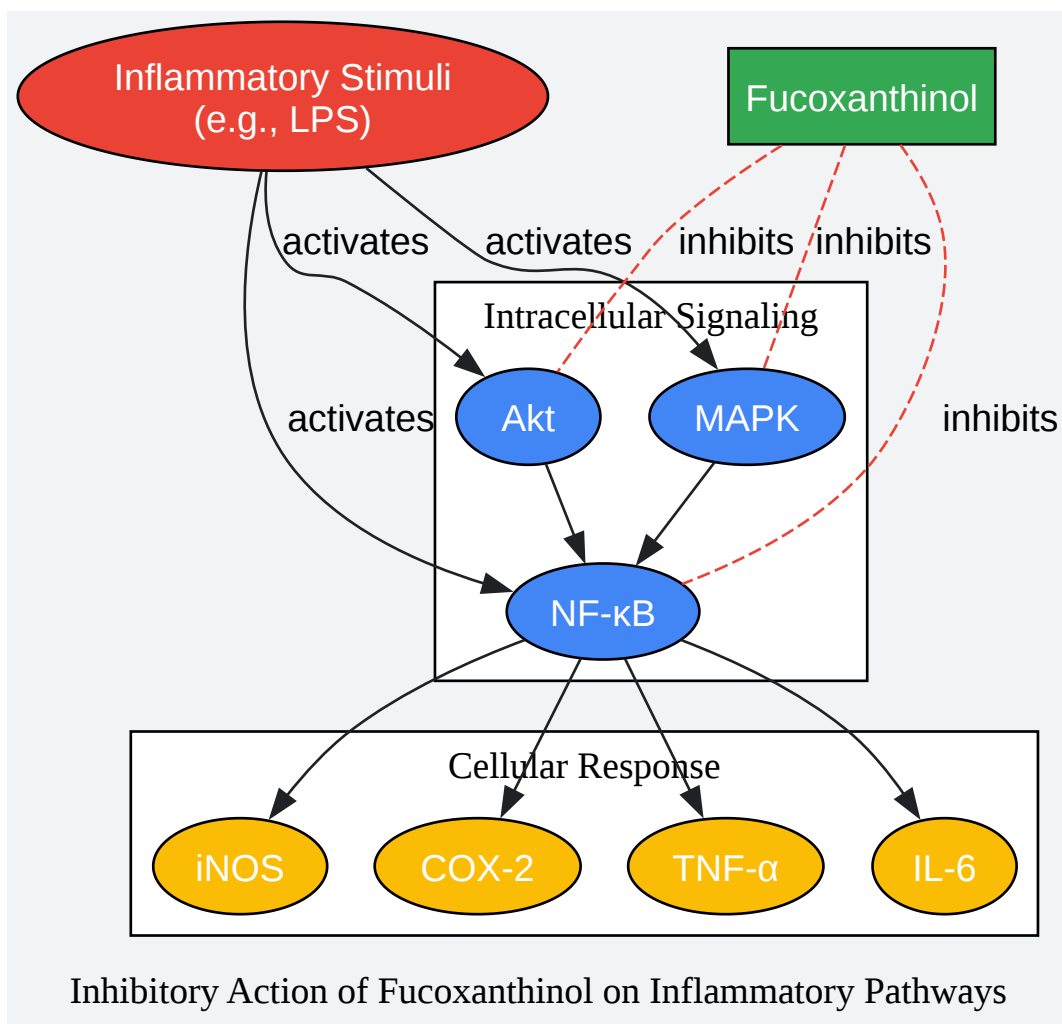 Inflammatory Stimuli
(e.g., LPS)
Fucoxanthinol
activates
activates
inhibits
inhibits
Intracellular Signaling
activates
Akt
MAPK
inhibits
NF-κB
Cellular Response
iNOS
COX-2
TNF-α
IL-6
Inhibitory Action of Fucoxanthinol on Inflammatory Pathways